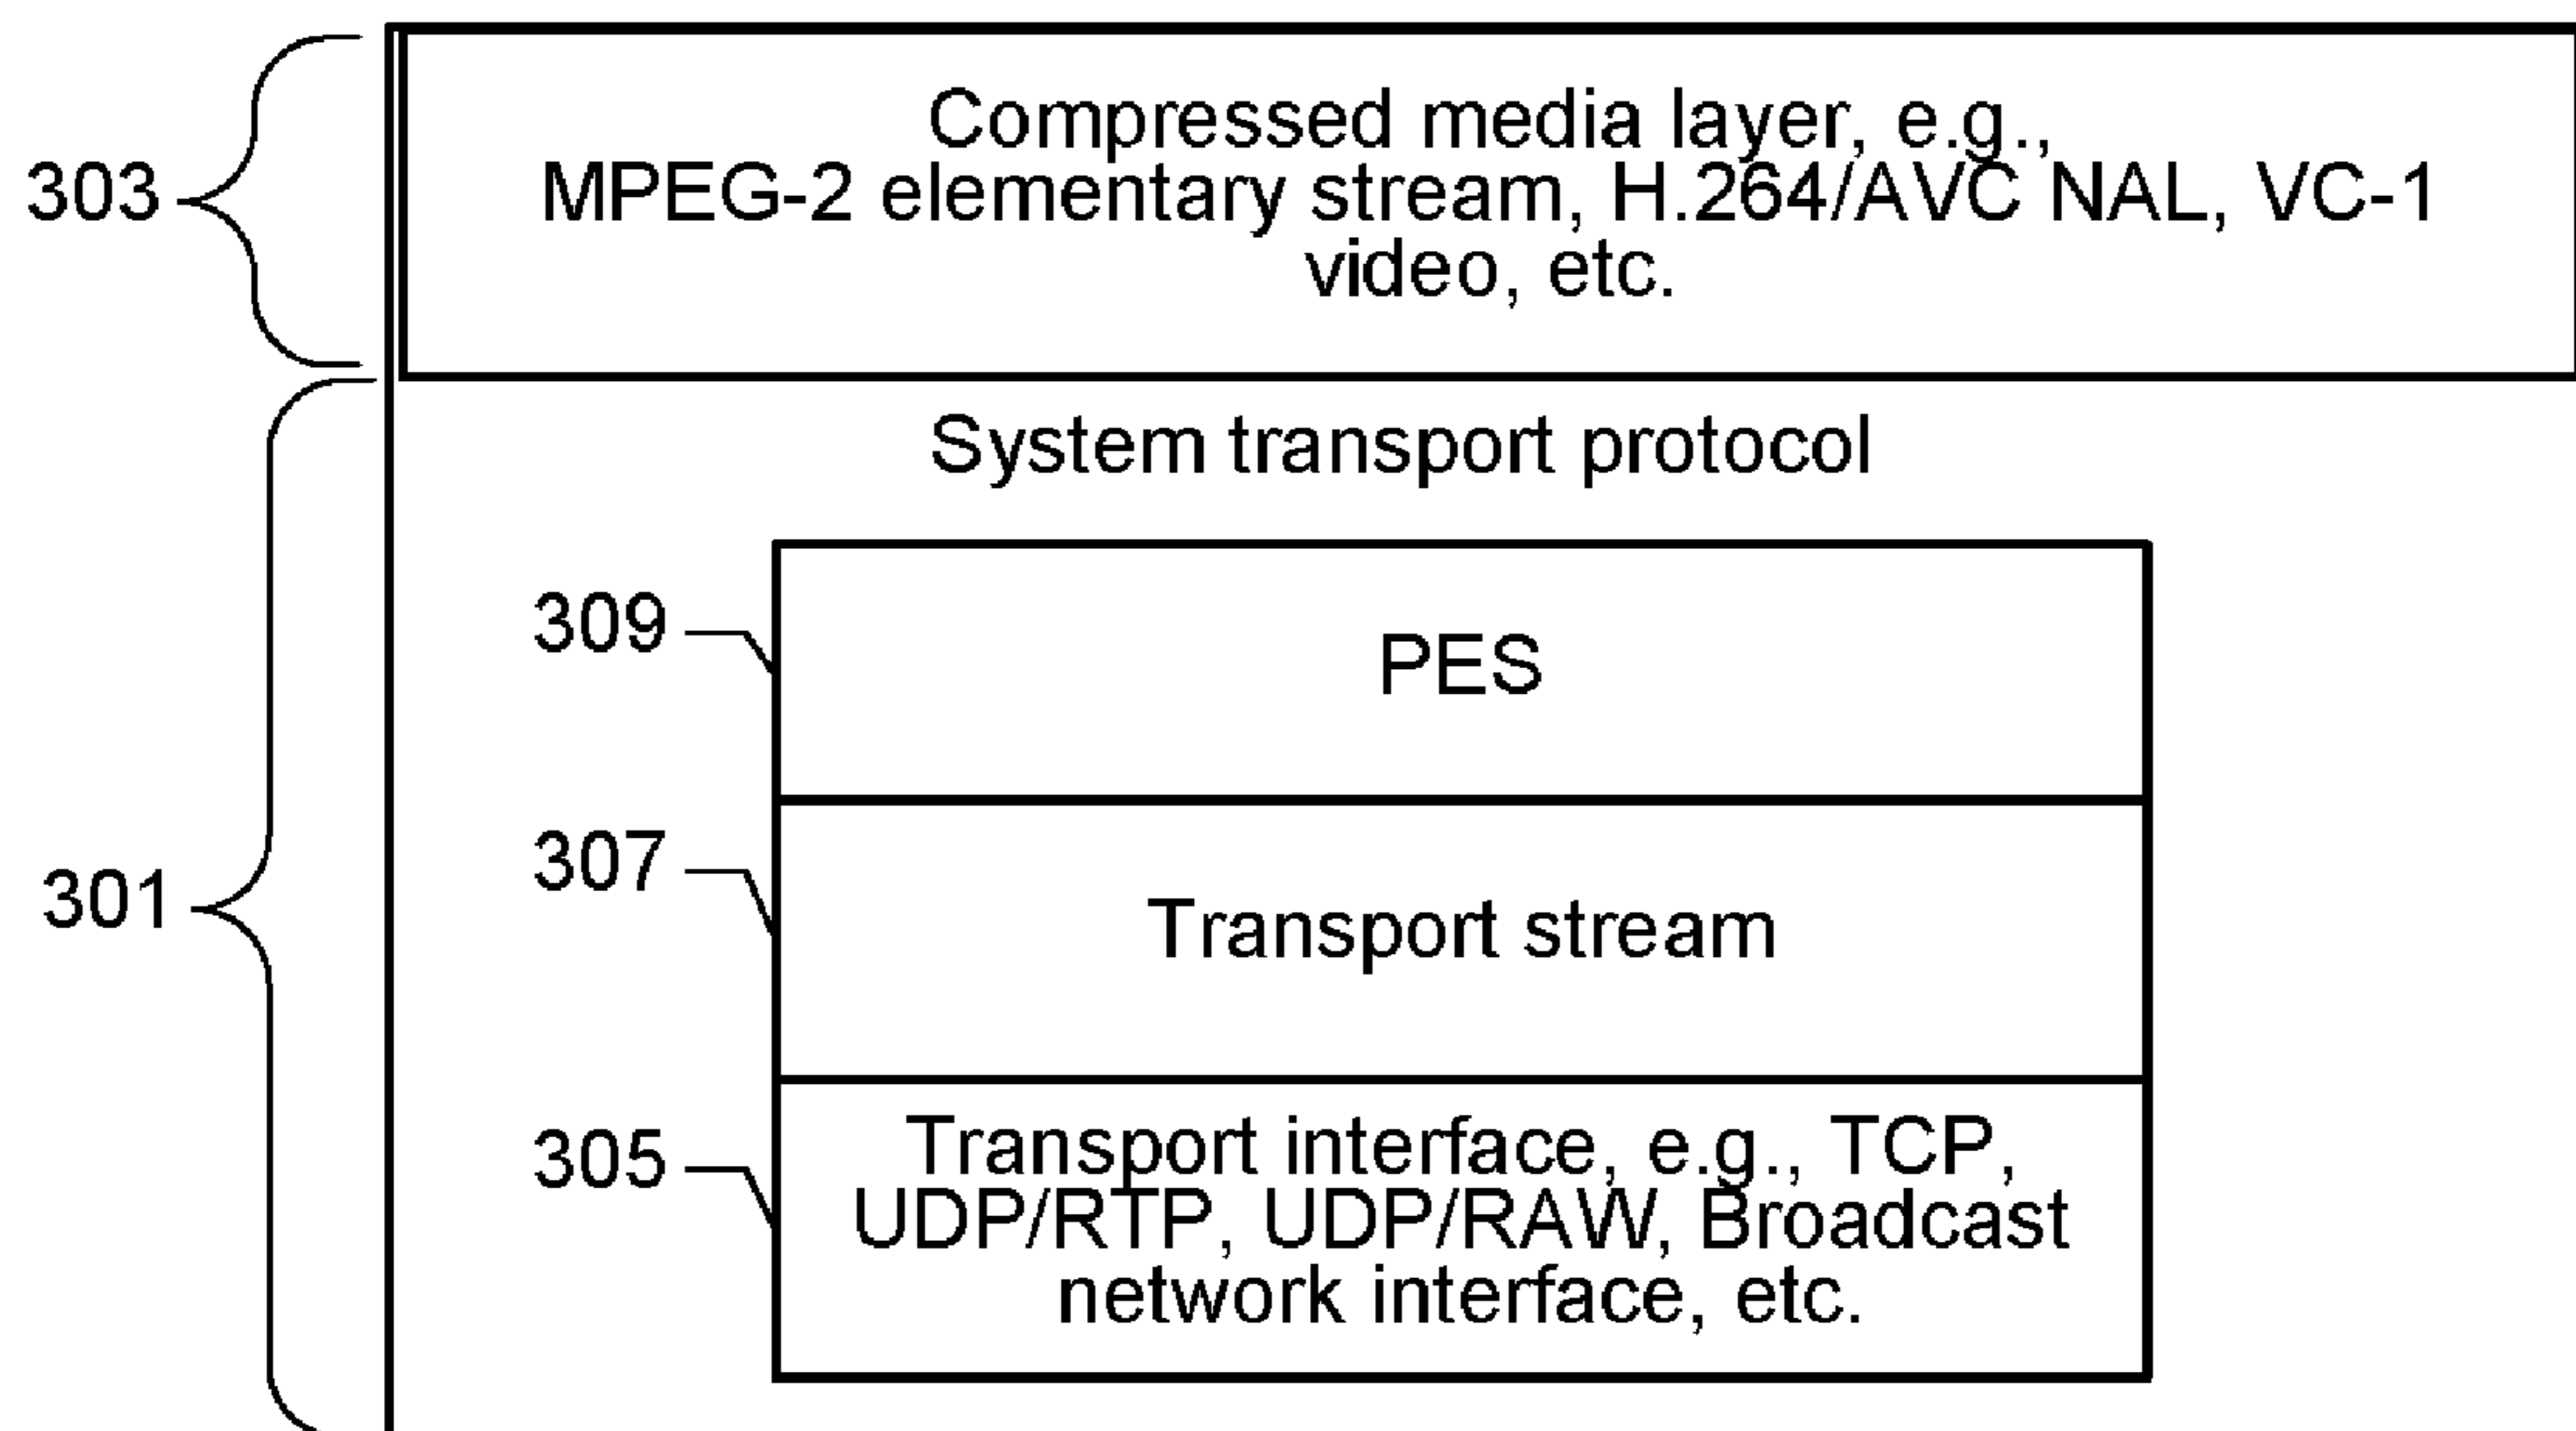 303
Compressed media layer, e.g.,
MPEG-2 elementary stream, H.264/AVC NAL, VC-1
video, etc.
System transport protocol
309
PES
307
Transport stream
301
305
Transport interface, e.g., TCP,
UDP/RTP, UDP/RAW, Broadcast
network interface, etc.